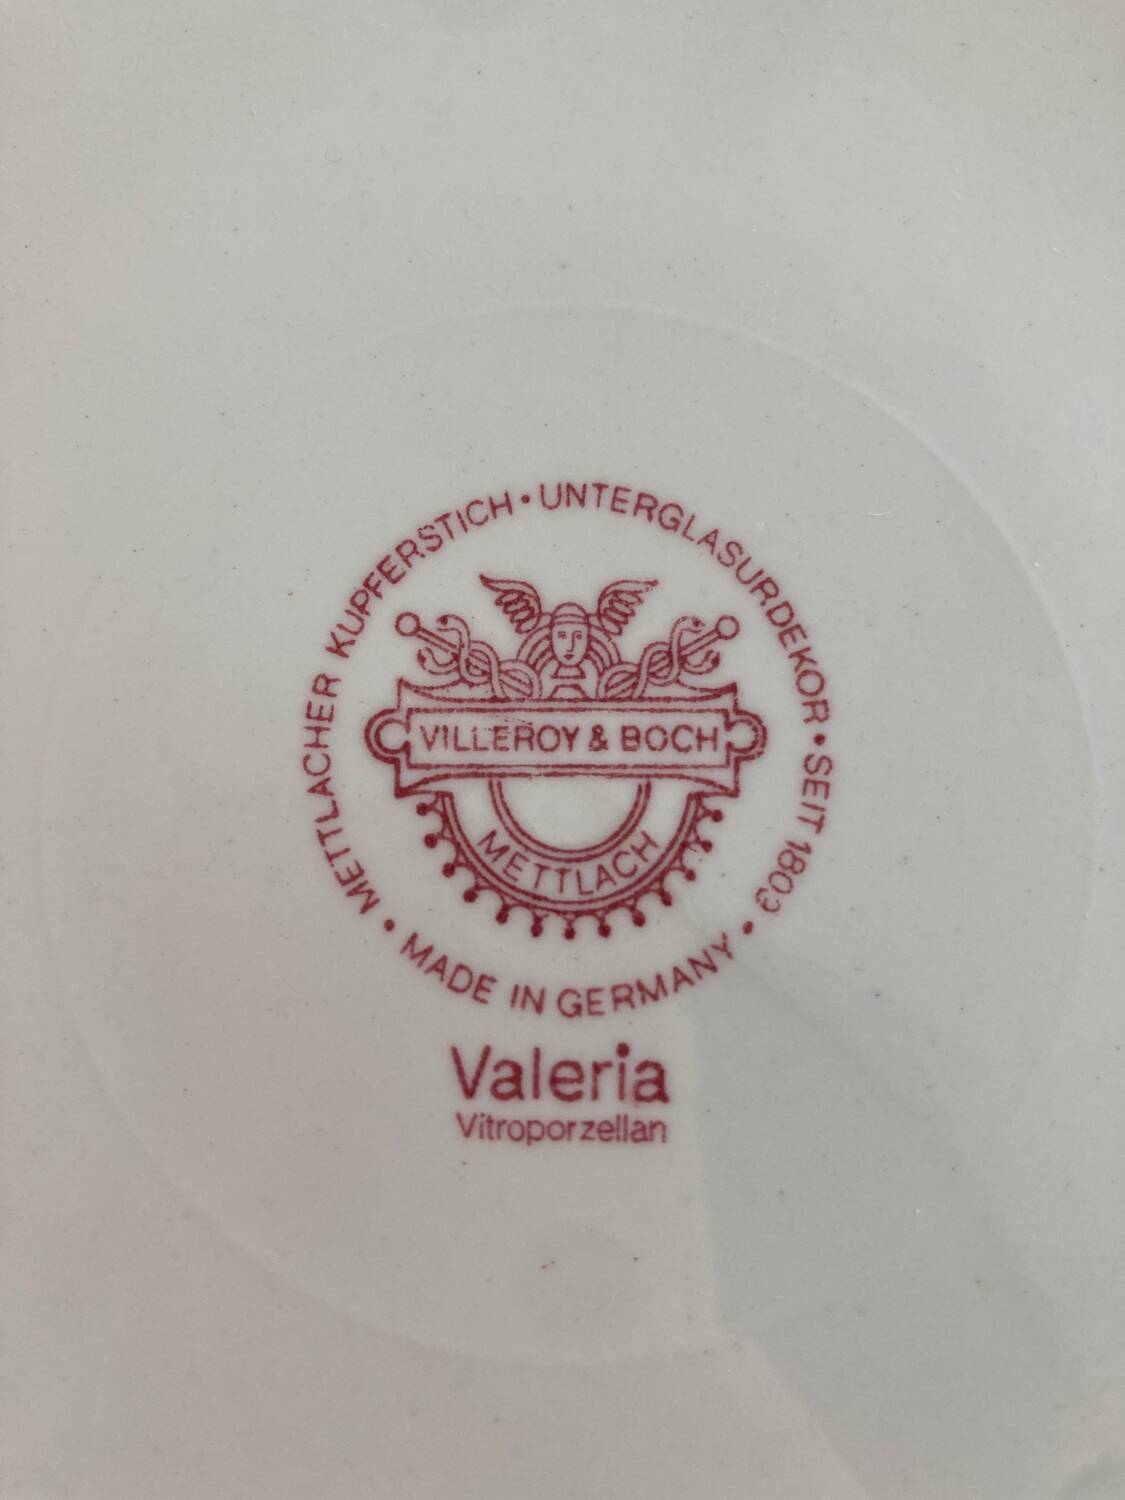 METTLACHER KUPFERSTICH • UNTERGLASURDEKOR • SEIT 1803 •
VILLEROY & BOCH
METTLACH
MADE IN GERMANY •
Valeria
Vitroporzellan